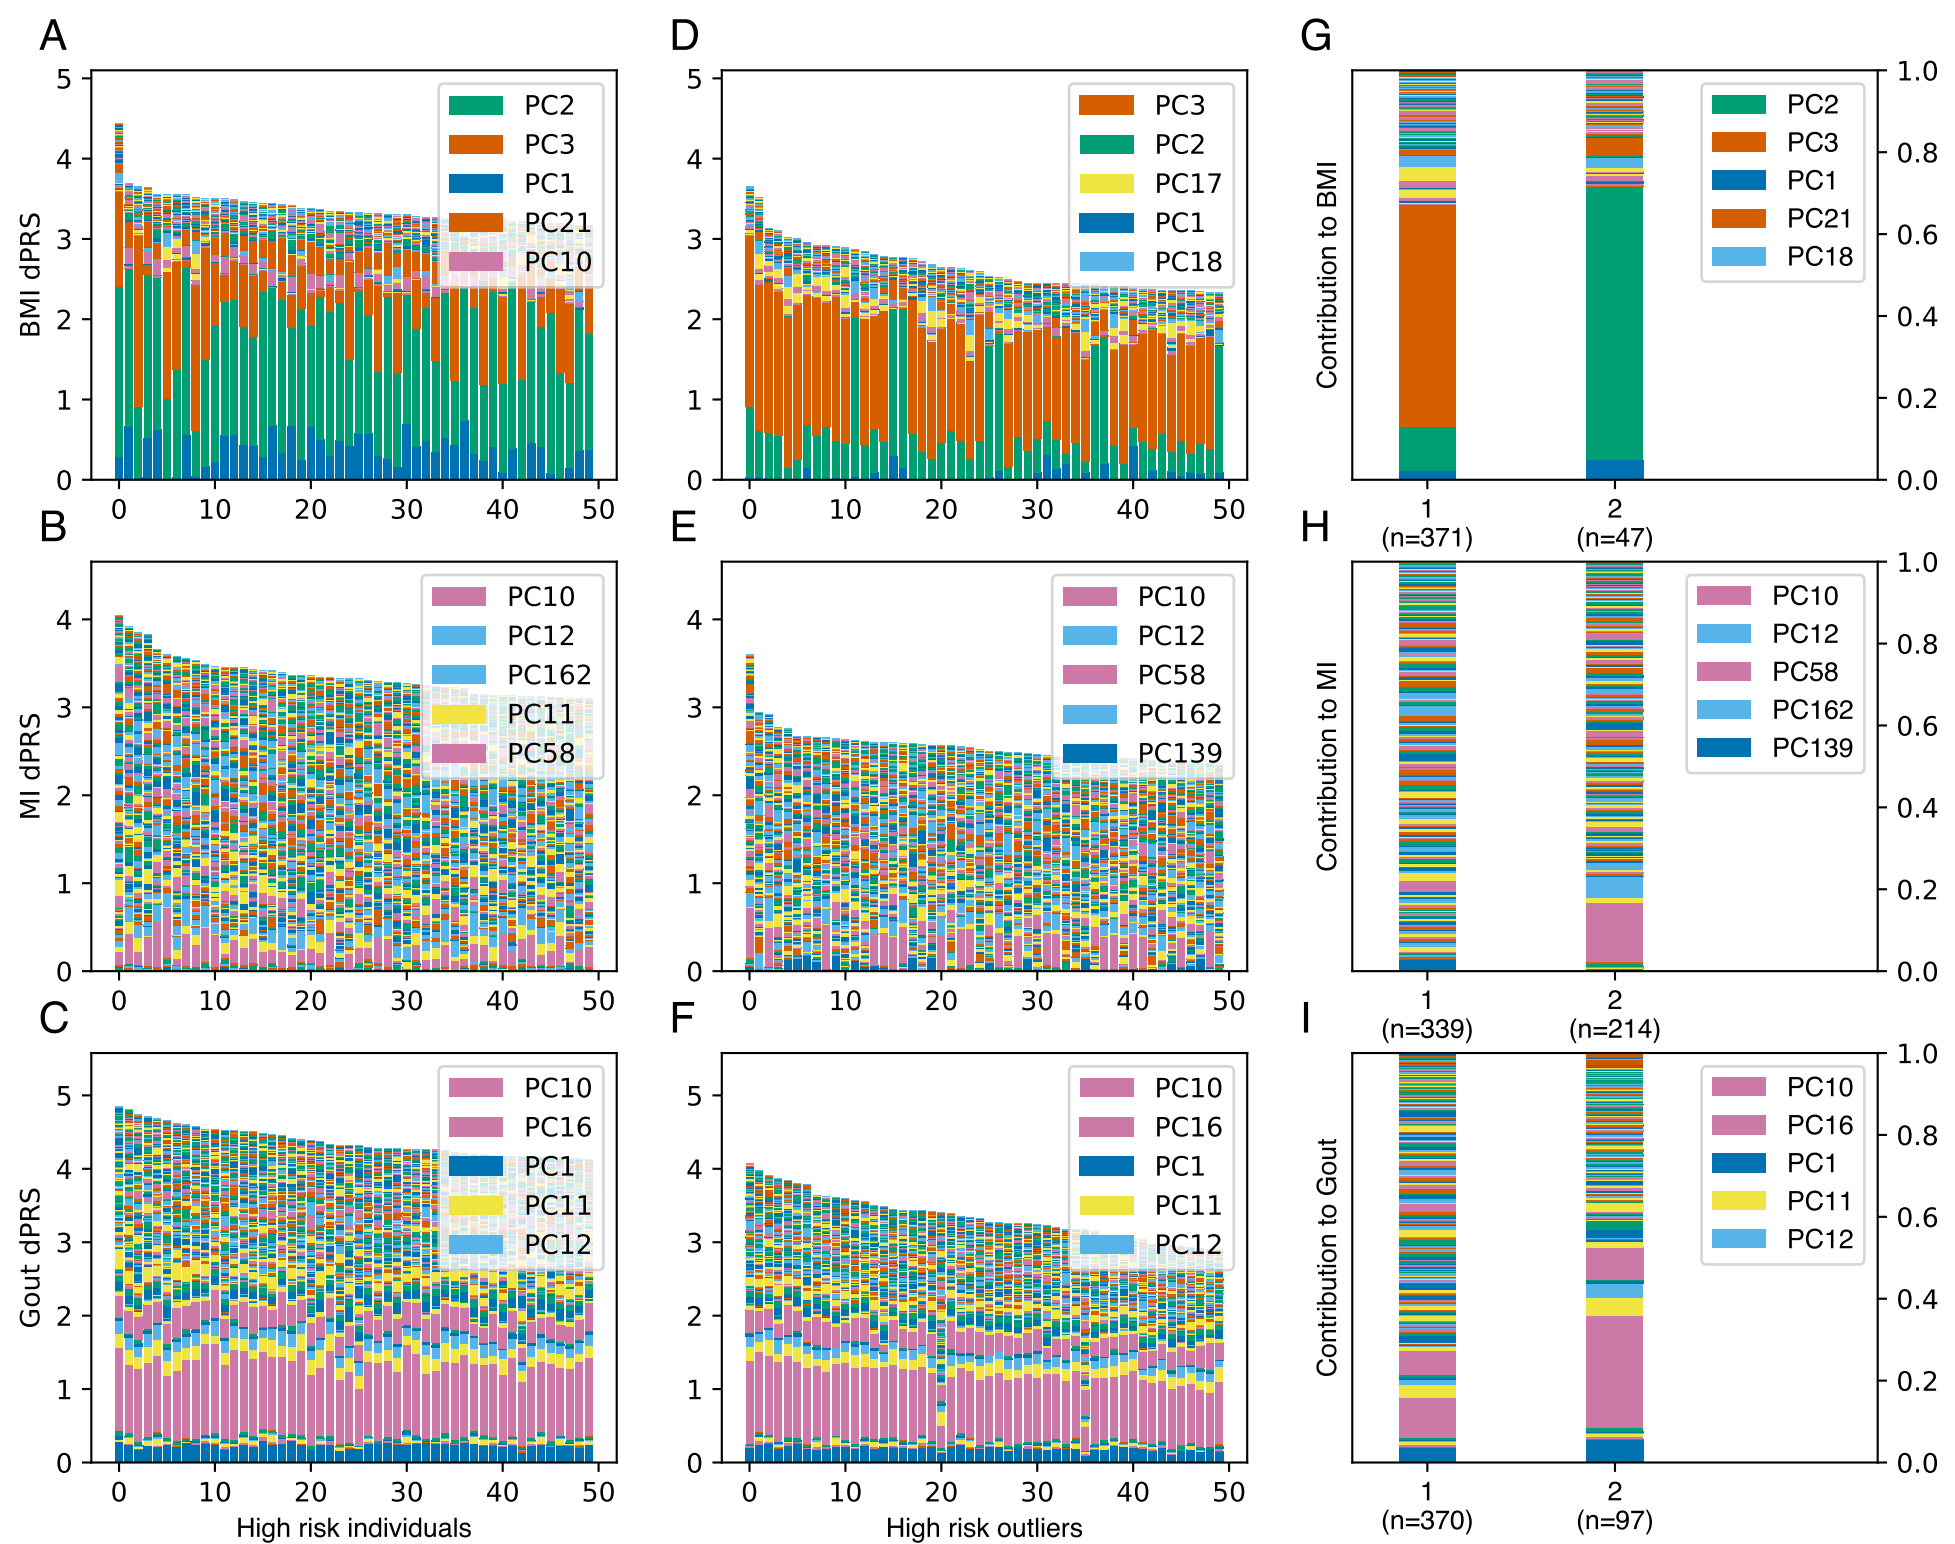 A
BMI dPRS
5
4
3
2
1
0
0 10 20 30 40 50
PC2
PC3
PC1
PC21
PC10
D
5
4
3
2
1
0
0 10 20 30 40 50
PC3
PC2
PC17
PC1
PC18
G
Contribution to BMI
1.0
0.8
0.6
0.4
0.2
0.0
1 2
(n=371) (n=47)
PC2
PC3
PC1
PC21
PC18
B
MI dPRS
4
3
2
1
0
0 10 20 30 40 50
PC10
PC12
PC162
PC11
PC58
E
4
3
2
1
0
0 10 20 30 40 50
PC10
PC12
PC58
PC162
PC139
H
Contribution to MI
1.0
0.8
0.6
0.4
0.2
0.0
1 2
(n=339) (n=214)
PC10
PC12
PC58
PC162
PC139
C
Gout dPRS
5
4
3
2
1
0
0 10 20 30 40 50
High risk individuals
PC10
PC16
PC1
PC11
PC12
F
5
4
3
2
1
0
0 10 20 30 40 50
High risk outliers
PC10
PC16
PC1
PC11
PC12
I
Contribution to Gout
1.0
0.8
0.6
0.4
0.2
0.0
1 2
(n=370) (n=97)
PC10
PC16
PC1
PC11
PC12